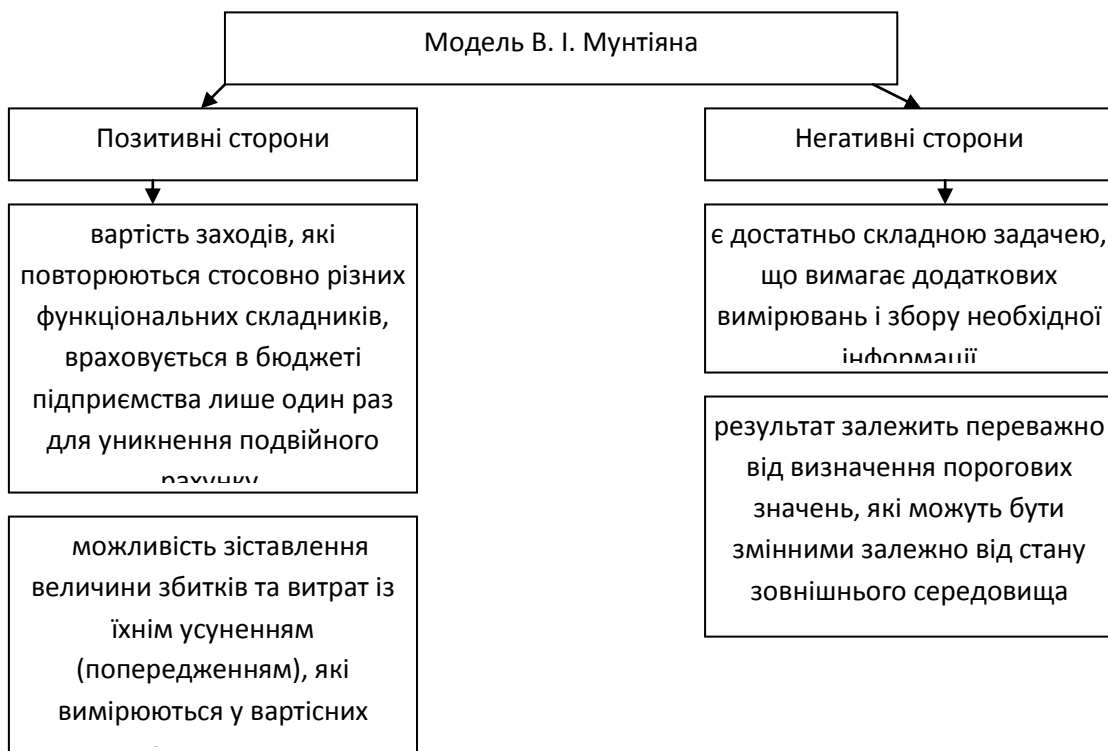 Модель В. І. Мунтіяна
Позитивні сторони
вартість заходів, які
повторюються стосовно різних
функціональних складників,
враховується в бюджеті
підприємства лише один раз
для уникнення подвійного
рахунку
можливість зіставлення
величини збитків та витрат із
їхнім усуненням
(попередженням), які
вимірюються у вартісних
Негативні сторони
є достатньо складною задачею,
що вимагає додаткових
вимірювань і збору необхідної
інформації
результат залежить переважно
від визначення порогових
значень, які можуть бути
змінними залежно від стану
зовнішнього середовища